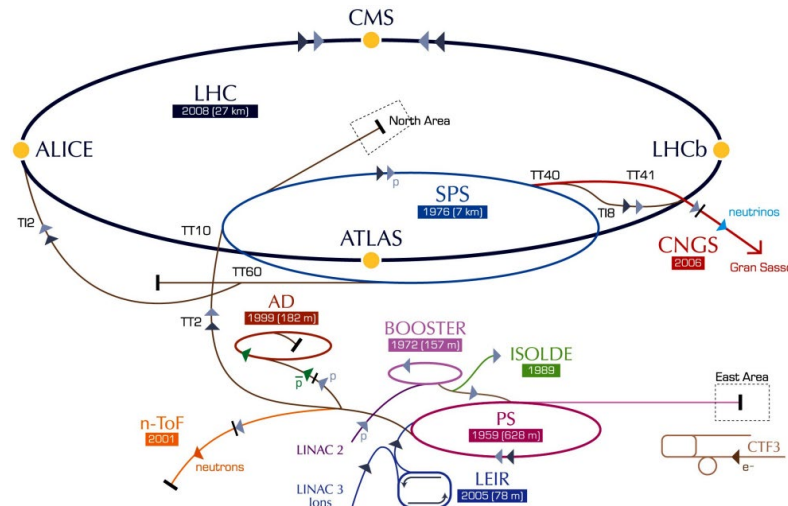 CMS
LHC
2008 (27 km)
North Area
ALICE
LHCb
TT40
TT41
p
SPS
1976 (7 km)
TI8
neutrinos
TI2
TT10
ATLAS
CNGS
2006
Gran Sasso
TT60
AD
1999 (182 m)
TT2
BOOSTER
1972 (157 m)
ISOLDE
1989
p̅
p
East Area
n-ToF
2001
LINAC 2
p
PS
1959 (628 m)
neutrons
CTF3
e-
LINAC 3
Ions
LEIR
2005 (78 m)